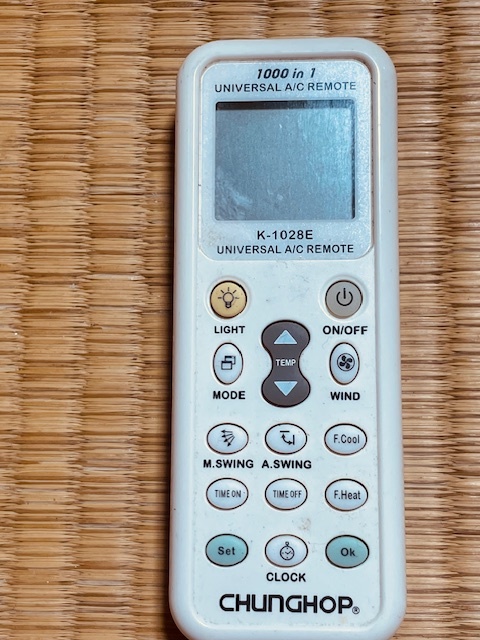 1000 in 1
UNIVERSAL A/C REMOTE
K-1028E
UNIVERSAL A/C REMOTE
LIGHT ON/OFF
TEMP
MODE WIND
F.Cool
M.SWING A.SWING
TIME ON TIME OFF F.Heat
Set Ok
CLOCK
CHUNGHOP®